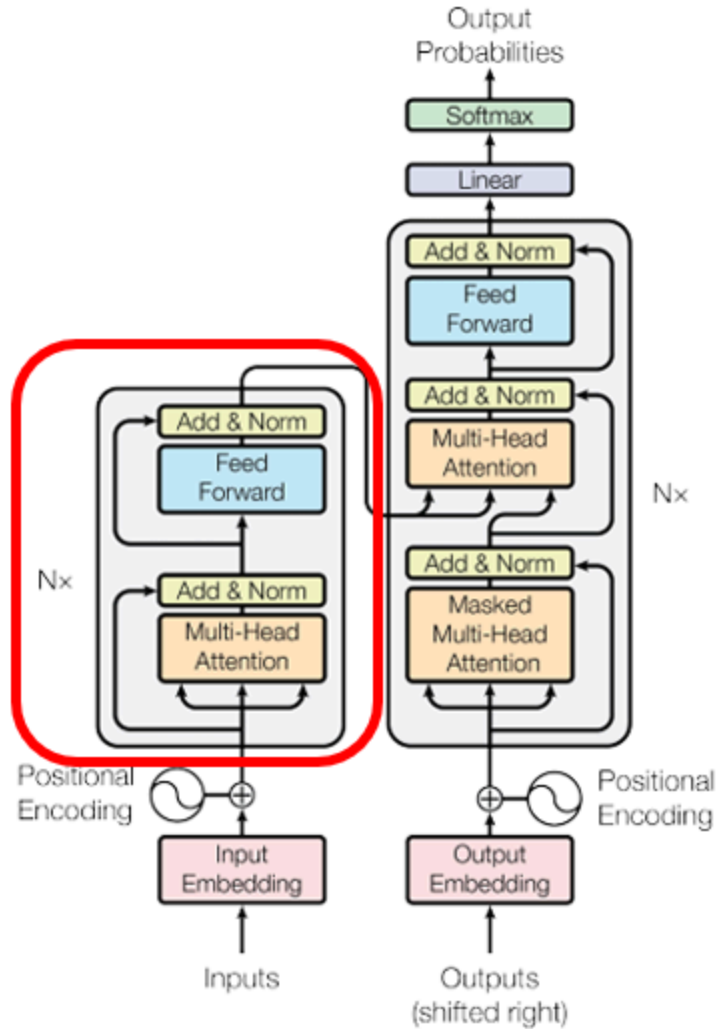 Output
Probabilities
Softmax
Linear
Add & Norm
Feed
Forward
Add & Norm
Multi-Head
Attention
Nx
Add & Norm
Masked
Multi-Head
Attention
Add & Norm
Feed
Forward
Nx
Add & Norm
Multi-Head
Attention
Positional
Encoding
Positional
Encoding
Input
Embedding
Output
Embedding
Inputs
Outputs
(shifted right)